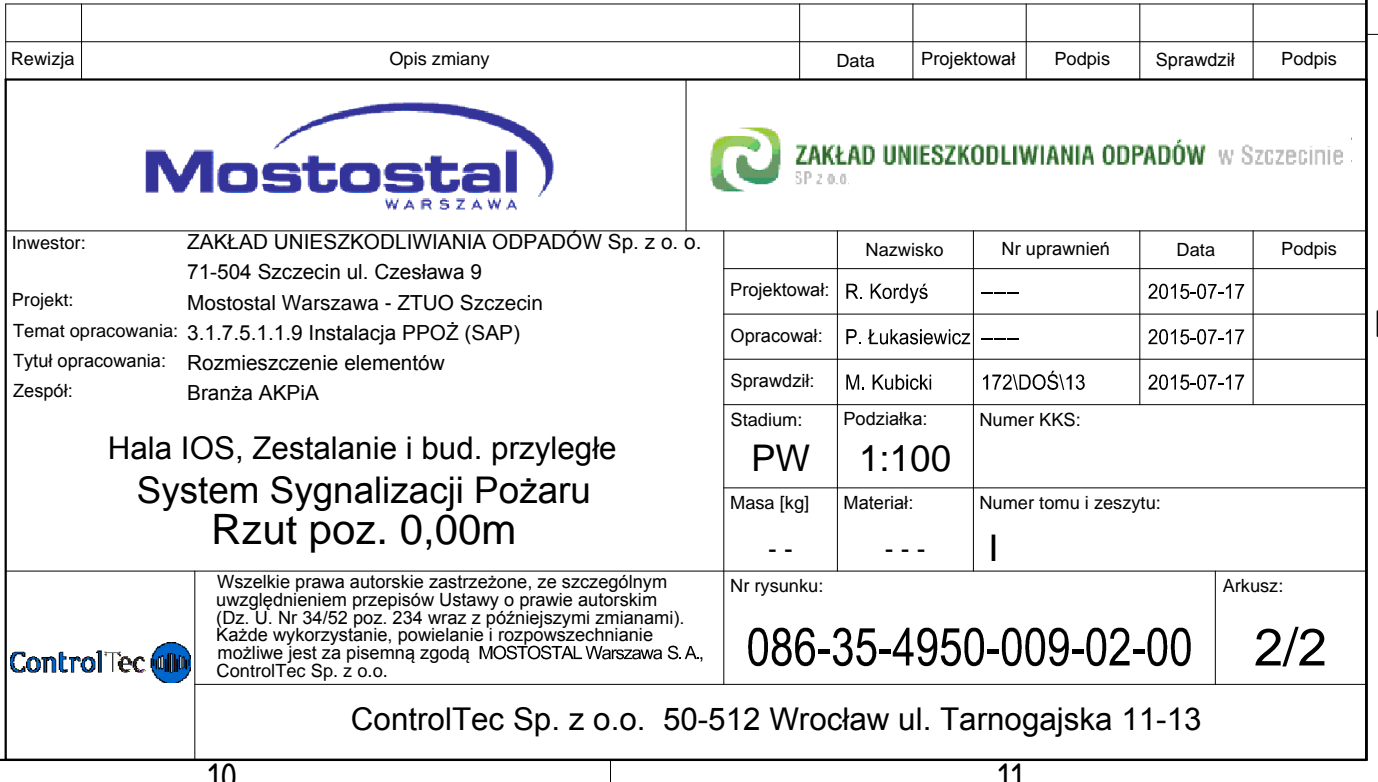 Rewizja Opis zmiany Data Projektował Podpis Sprawdził Podpis
Mostostal
WARSZAWA
ZAKŁAD UNIESZKODLIWIANIA ODPADÓW w Szczecinie
SP z o.o.
Inwestor: ZAKŁAD UNIESZKODLIWIANIA ODPADÓW Sp. z o. o.
71-504 Szczecin ul. Czesława 9
Projekt: Mostostal Warszawa - ZTUO Szczecin
Temat opracowania: 3.1.7.5.1.1.9 Instalacja PPOŻ (SAP)
Tytuł opracowania: Rozmieszczenie elementów
Zespół: Branża AKPiA
Hala IOS, Zestalanie i bud. przyległe
System Sygnalizacji Pożaru
Rzut poz. 0,00m
Nazwisko Nr uprawnień Data Podpis
Projektował: R. Kordyś ––– 2015-07-17
Opracował: P. Łukasiewicz ––– 2015-07-17
Sprawdził: M. Kubicki 172\DOŚ\13 2015-07-17
Stadium: Podziałka: Numer KKS:
PW 1:100
Masa [kg] Materiał: Numer tomu i zeszytu:
- - - - - I
ControlTec
Wszelkie prawa autorskie zastrzeżone, ze szczególnym
uwzględnieniem przepisów Ustawy o prawie autorskim
(Dz. U. Nr 34/52 poz. 234 wraz z późniejszymi zmianami).
Każde wykorzystanie, powielanie i rozpowszechnianie
możliwe jest za pisemną zgodą MOSTOSTAL Warszawa S. A.,
ControlTec Sp. z o.o.
Nr rysunku: Arkusz:
086-35-4950-009-02-00 2/2
ControlTec Sp. z o.o. 50-512 Wrocław ul. Tarnogajska 11-13
10 11